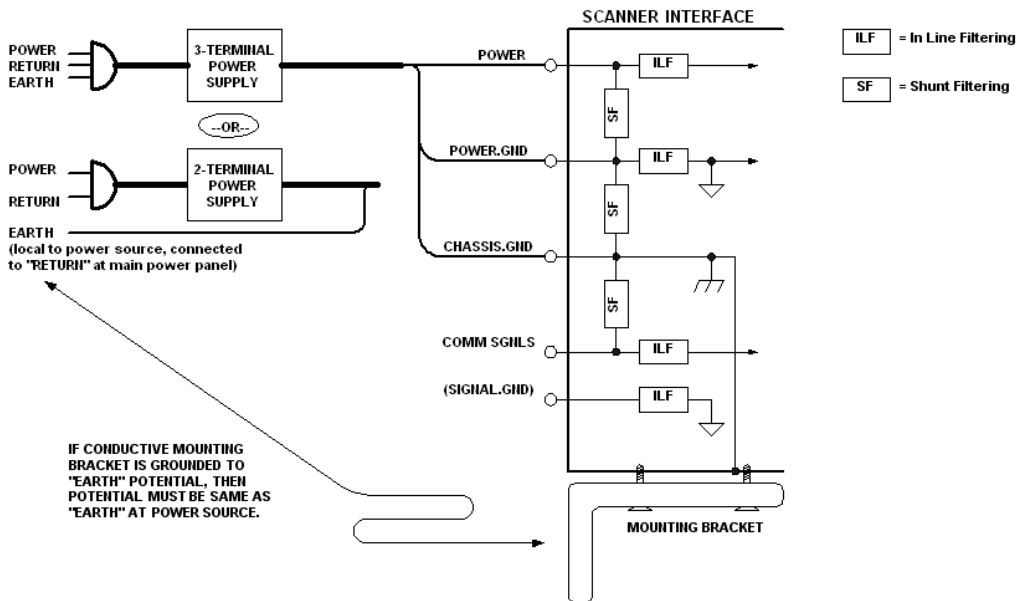 SCANNER INTERFACE
POWER
RETURN
EARTH
3-TERMINAL
POWER
SUPPLY
--OR--
POWER
RETURN
2-TERMINAL
POWER
SUPPLY
EARTH
(local to power source, connected
to "RETURN" at main power panel)
POWER
POWER.GND
CHASSIS.GND
COMM SGNLS
(SIGNAL.GND)
ILF
SF
ILF
SF
SF
ILF
ILF
ILF = In Line Filtering
SF = Shunt Filtering
IF CONDUCTIVE MOUNTING
BRACKET IS GROUNDED TO
"EARTH" POTENTIAL, THEN
POTENTIAL MUST BE SAME AS
"EARTH" AT POWER SOURCE.
MOUNTING BRACKET